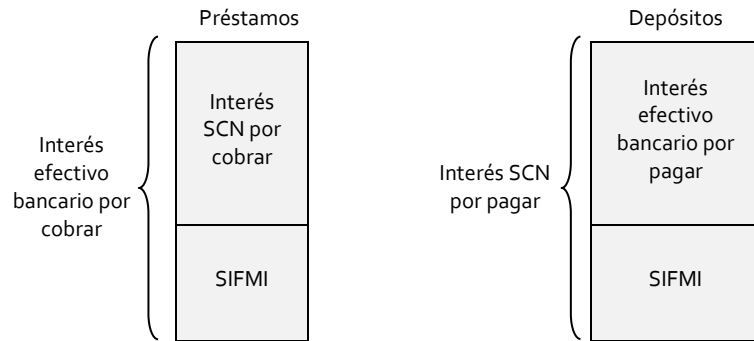 Préstamos
Interés
efectivo
bancario por
cobrar
Interés
SCN por
cobrar
SIFMI
Depósitos
Interés SCN
por pagar
Interés
efectivo
bancario por
pagar
SIFMI